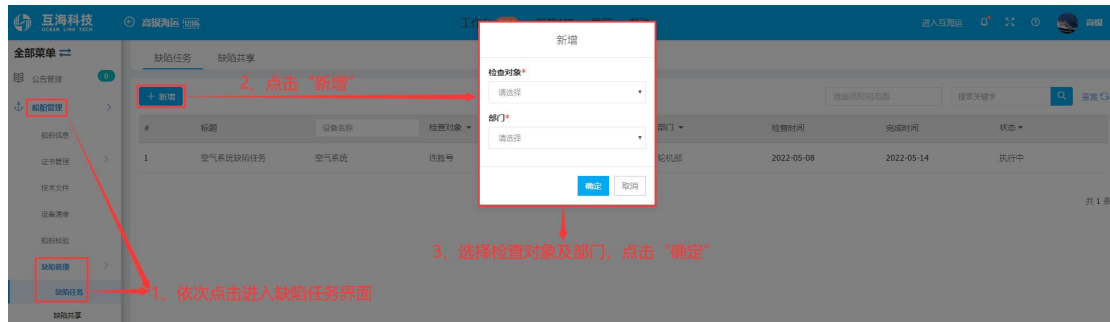 互海科技
OCEAN LINK TECH
高银海运 切换
进入互海运
高银
全部菜单
公告管理
0
船舶管理
船舶信息
证书管理
技术文件
设备清单
船舶检验
缺陷管理
缺陷任务
缺陷共享
缺陷任务 缺陷共享
+ 新增
2、点击“新增”
请选择时间范围
搜索关键字
重置
# 标题 设备名称 检查对象 部门 检查时间 完成时间 状态
1 空气系统缺陷任务 空气系统 连胜号 轮机部 2022-05-08 2022-05-14 执行中
共 1 条
新增
检查对象*
请选择
部门*
请选择
确定 取消
3、选择检查对象及部门，点击“确定”
1、依次点击进入缺陷任务界面